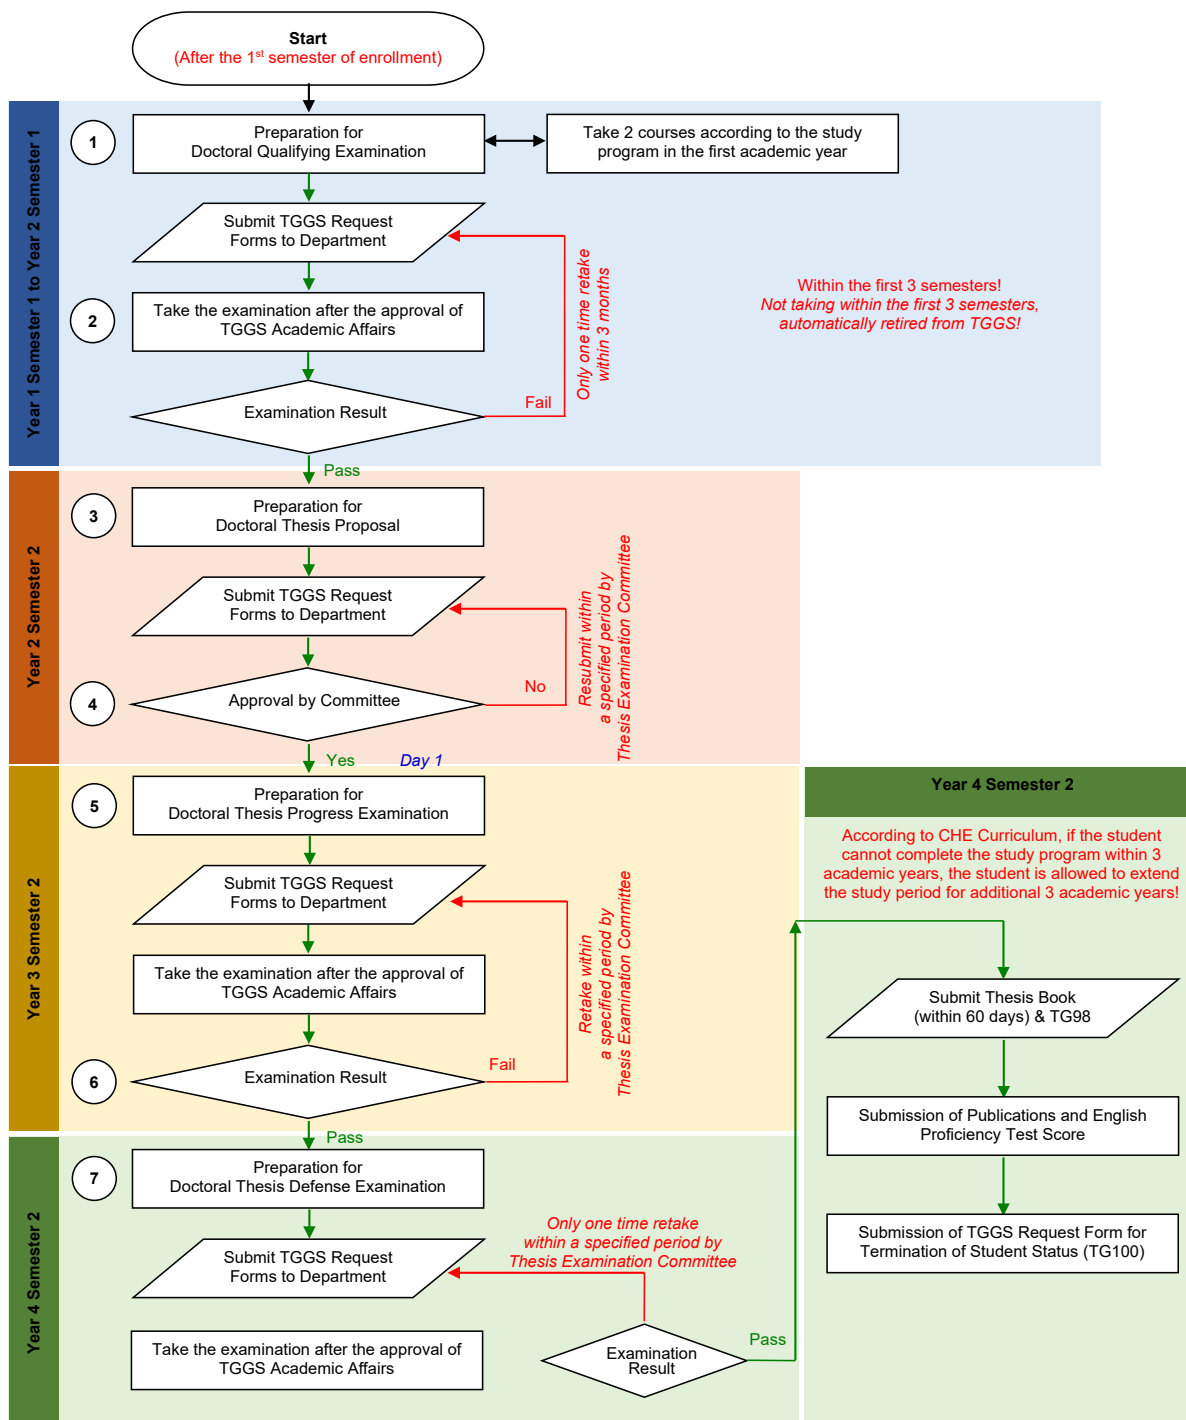 Start
(After the 1st semester of enrollment)
Year 1 Semester 1 to Year 2 Semester 1
1
Preparation for
Doctoral Qualifying Examination
Take 2 courses according to the study
program in the first academic year
Submit TGGS Request
Forms to Department
Only one time retake
within 3 months
Within the first 3 semesters!
Not taking within the first 3 semesters,
automatically retired from TGGS!
2
Take the examination after the approval of
TGGS Academic Affairs
Examination Result
Fail
Pass
Year 2 Semester 2
3
Preparation for
Doctoral Thesis Proposal
Submit TGGS Request
Forms to Department
Resubmit within
a specified period by
Thesis Examination Committee
4
Approval by Committee
No
Yes
Day 1
Year 3 Semester 2
5
Preparation for
Doctoral Thesis Progress Examination
Submit TGGS Request
Forms to Department
Retake within
a specified period by
Thesis Examination Committee
Take the examination after the approval of
TGGS Academic Affairs
6
Examination Result
Fail
Pass
Year 4 Semester 2
7
Preparation for
Doctoral Thesis Defense Examination
Submit TGGS Request
Forms to Department
Only one time retake
within a specified period by
Thesis Examination Committee
Take the examination after the approval of
TGGS Academic Affairs
Examination
Result
Pass
Year 4 Semester 2
According to CHE Curriculum, if the student
cannot complete the study program within 3
academic years, the student is allowed to extend
the study period for additional 3 academic years!
Submit Thesis Book
(within 60 days) & TG98
Submission of Publications and English
Proficiency Test Score
Submission of TGGS Request Form for
Termination of Student Status (TG100)